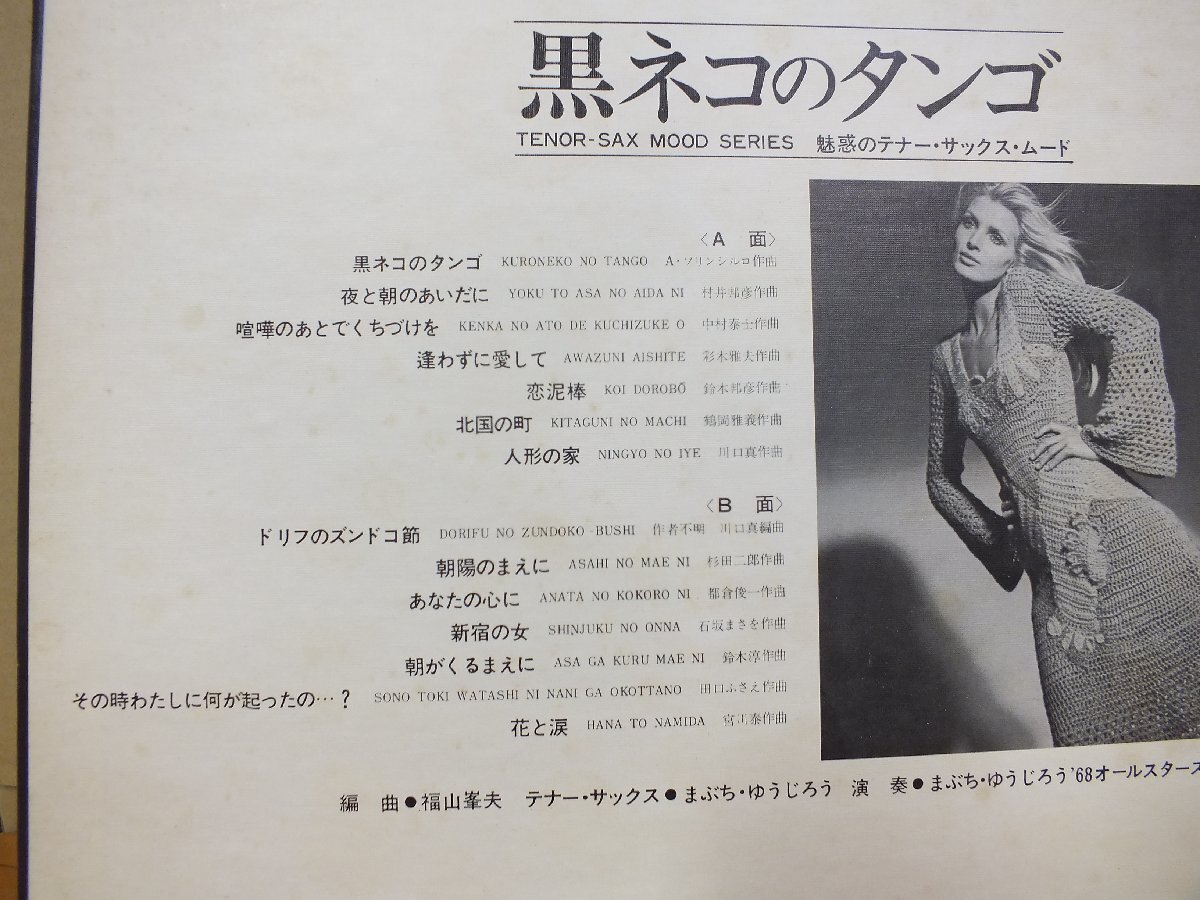 黒ネコのタンゴ
TENOR-SAX MOOD SERIES 魅惑のテナー・サックス・ムード
〈A 面〉
黒ネコのタンゴ KURONEKO NO TANGO A・ソリンシルロ作曲
夜と朝のあいだに YOKU TO ASA NO AIDA NI 村井邦彦作曲
喧嘩のあとでくちづけを KENKA NO ATO DE KUCHIZUKE O 中村泰士作曲
逢わずに愛して AWAZUNI AISHITE 彩木雅夫作曲
恋泥棒 KOI DOROBŌ 鈴木邦彦作曲
北国の町 KITAGUNI NO MACHI 鶴岡雅義作曲
人形の家 NINGYO NO IYE 川口真作曲
〈B 面〉
ドリフのズンドコ節 DORIFU NO ZUNDOKO-BUSHI 作者不明 川口真編曲
朝陽のまえに ASAHI NO MAE NI 杉田二郎作曲
あなたの心に ANATA NO KOKORO NI 都倉俊一作曲
新宿の女 SHINJUKU NO ONNA 石坂まさを作曲
朝がくるまえに ASA GA KURU MAE NI 鈴木淳作曲
その時わたしに何が起ったの…? SONO TOKI WATASHI NI NANI GA OKOTTANO 田口ふさえ作曲
花と涙 HANA TO NAMIDA 宮川泰作曲
編 曲●福山峯夫 テナー・サックス●まぶち・ゆうじろう 演 奏●まぶち・ゆうじろう'68オールスターズ